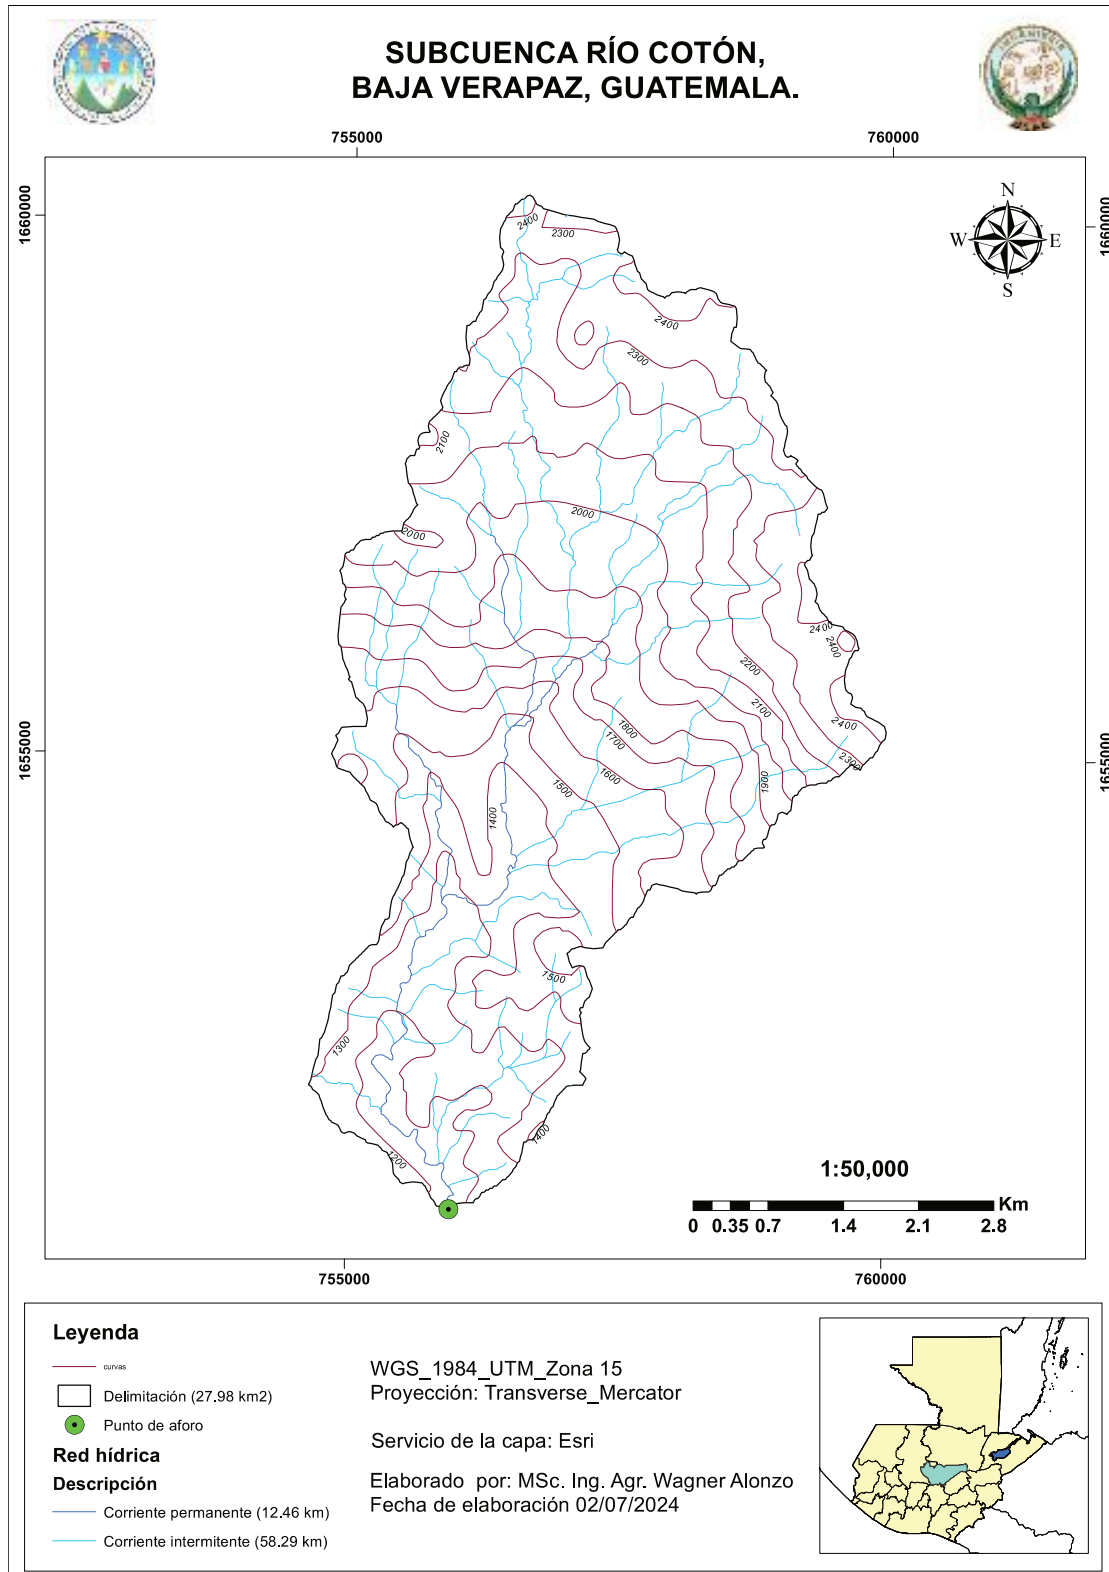 SUBCUENCA RÍO COTÓN,
BAJA VERAPAZ, GUATEMALA.
755000
760000
1660000
1660000
N
W
E
S
2400
2300
2400
2300
2100
2000
2000
2400
2400
2200
2100
2400
2300
1800
1700
1900
1600
1500
1400
1655000
1655000
1500
1300
1400
1200
1:50,000
Km
0 0.35 0.7 1.4 2.1 2.8
755000
760000
Leyenda
curvas
Delimitación (27.98 km2)
Punto de aforo
Red hídrica
Descripción
Corriente permanente (12.46 km)
Corriente intermitente (58.29 km)
WGS_1984_UTM_Zona 15
Proyección: Transverse_Mercator
Servicio de la capa: Esri
Elaborado por: MSc. Ing. Agr. Wagner Alonzo
Fecha de elaboración 02/07/2024